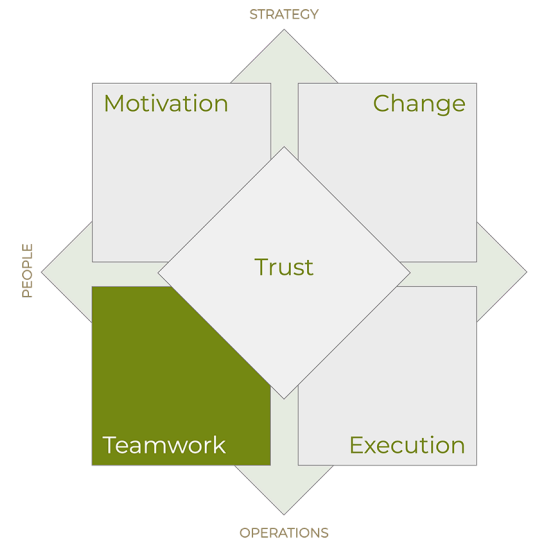 STRATEGY
Motivation
Change
PEOPLE
Trust
Teamwork
Execution
OPERATIONS